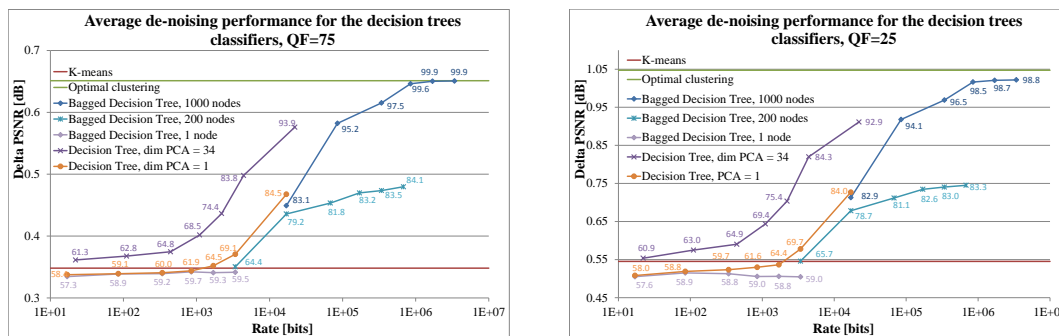 Average de-noising performance for the decision trees
classifiers, QF=75
Delta PSNR [dB]
0.7
0.6
0.5
0.4
0.3
K-means
Optimal clustering
Bagged Decision Tree, 1000 nodes
Bagged Decision Tree, 200 nodes
Bagged Decision Tree, 1 node
Decision Tree, dim PCA = 34
Decision Tree, dim PCA = 1
83.1
95.2
97.5
99.6
99.9
99.9
64.4
79.2
81.8
83.2
83.5
84.1
57.3
58.9
59.2
59.7
59.3
59.5
61.3
62.8
64.8
68.5
74.4
83.8
93.9
59.1
60.0
61.9
64.5
69.1
84.5
1E+01
1E+02
1E+03
1E+04
1E+05
1E+06
1E+07
Rate [bits]
Average de-noising performance for the decision trees
classifiers, QF=25
Delta PSNR [dB]
1.05
0.95
0.85
0.75
0.65
0.55
0.45
K-means
Optimal clustering
Bagged Decision Tree, 1000 nodes
Bagged Decision Tree, 200 nodes
Bagged Decision Tree, 1 node
Decision Tree, dim PCA = 34
Decision Tree, PCA = 1
82.9
94.1
96.5
98.5
98.7
98.8
65.7
78.7
81.1
82.6
83.0
83.3
57.6
58.9
58.8
59.0
58.8
59.0
60.9
63.0
64.9
69.4
75.4
84.3
92.9
58.0
58.8
59.7
61.6
64.4
69.7
84.0
1E+01
1E+02
1E+03
1E+04
1E+05
1E+06
1E+07
Rate [bits]